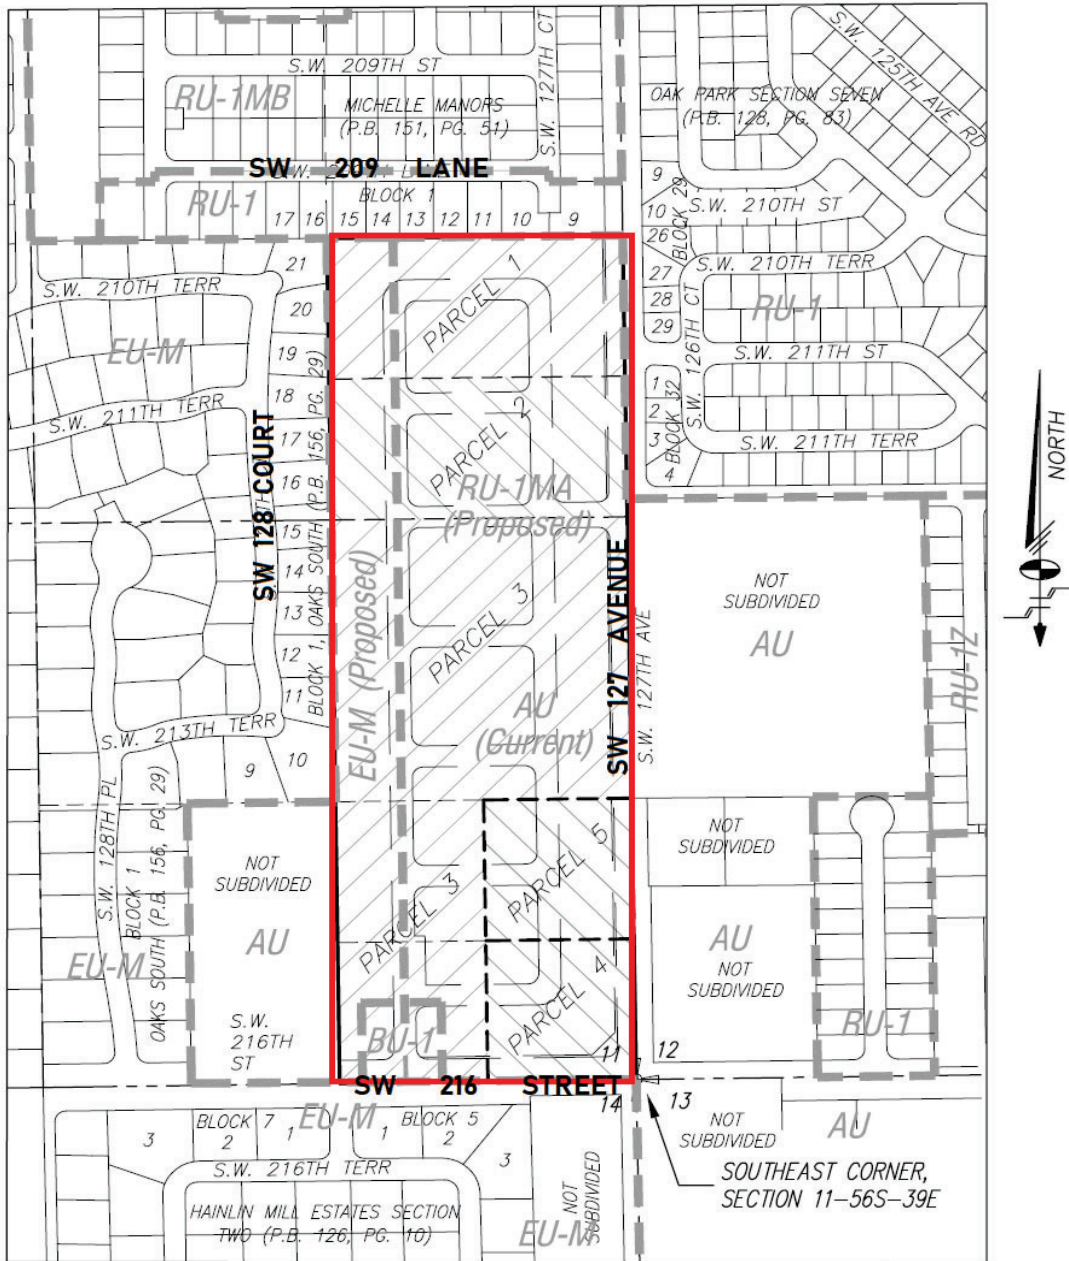 S.W. 209TH ST
S.W. 127TH CT
S.W. 125TH AVE RD
RU-1MB
MICHELLE MANORS
(P.B. 151, PG. 51)
OAK PARK SECTION SEVEN
(P.B. 128, PG. 83)
SW 209 LANE
BLOCK 1
RU-1
17 16 15 14 13 12 11 10 9
9
10
BLOCK 29
S.W. 210TH ST
26
27
28
29
S.W. 210TH TERR
S.W. 126TH CT
RU-1
S.W. 211TH ST
1
2
3
4
BLOCK 32
S.W. 211TH TERR
S.W. 210TH TERR
EU-M
S.W. 211TH TERR
21
20
19
18
17
16
15
14
13
12
11
10
9
SW 128 COURT
BLOCK 1, OAKS SOUTH (P.B. 156, PG. 29)
S.W. 213TH TERR
PARCEL 1
PARCEL 2
RU-1MA
(Proposed)
PARCEL 3
EU-M (Proposed)
AU
(Current)
SW 127 AVENUE
S.W. 127TH AVE
NOT
SUBDIVIDED
AU
RU-1Z
NORTH
S.W. 128TH PL
BLOCK 1
OAKS SOUTH (P.B. 156, PG. 29)
EU-M
NOT
SUBDIVIDED
AU
S.W.
216TH
ST
PARCEL 3
PARCEL 5
PARCEL 4
BU-1
NOT
SUBDIVIDED
AU
NOT
SUBDIVIDED
RU-1
11 12
14 13
SW 216 STREET
EU-M
3
BLOCK 7
2 1
1 BLOCK 5
2
3
S.W. 216TH TERR
HAINLIN MILL ESTATES SECTION
TWO (P.B. 126, PG. 10)
NOT
SUBDIVIDED
EU-M
NOT
SUBDIVIDED
AU
SOUTHEAST CORNER,
SECTION 11-56S-39E